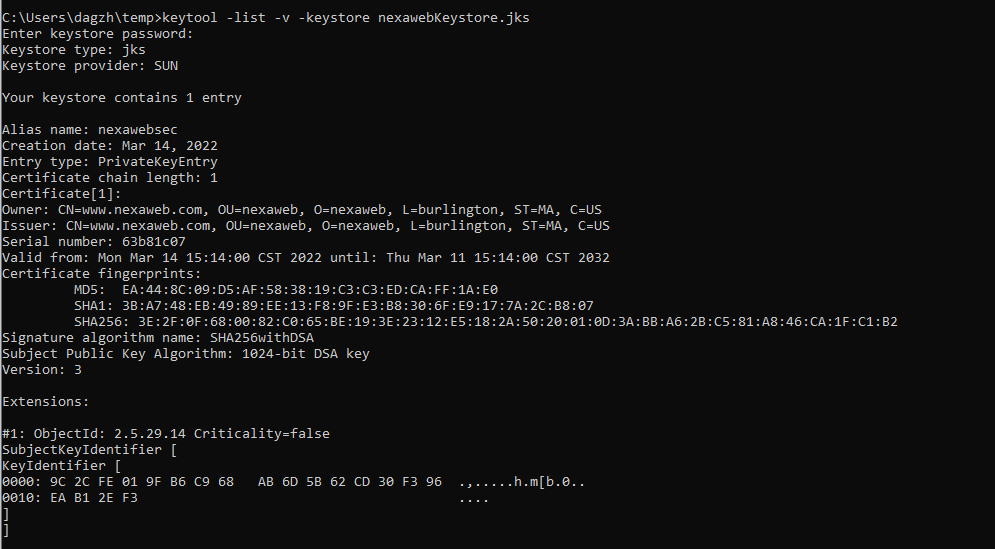 C:\Users\dagzh\temp>keytool -list -v -keystore nexawebKeystore.jks
Enter keystore password:
Keystore type: jks
Keystore provider: SUN
Your keystore contains 1 entry
Alias name: nexawebsec
Creation date: Mar 14, 2022
Entry type: PrivateKeyEntry
Certificate chain length: 1
Certificate[1]:
Owner: CN=www.nexaweb.com, OU=nexaweb, O=nexaweb, L=burlington, ST=MA, C=US
Issuer: CN=www.nexaweb.com, OU=nexaweb, O=nexaweb, L=burlington, ST=MA, C=US
Serial number: 63b81c07
Valid from: Mon Mar 14 15:14:00 CST 2022 until: Thu Mar 11 15:14:00 CST 2032
Certificate fingerprints:
MD5:  EA:44:8C:09:D5:AF:58:38:19:C3:C3:ED:CA:FF:1A:E0
SHA1: 3B:A7:48:EB:49:89:EE:13:F8:9F:E3:B8:30:6F:E9:17:7A:2C:B8:07
SHA256: 3E:2F:0F:68:00:82:C0:65:BE:19:3E:23:12:E5:18:2A:50:20:01:0D:3A:BB:A6:2B:C5:81:A8:46:CA:1F:C1:B2
Signature algorithm name: SHA256withDSA
Subject Public Key Algorithm: 1024-bit DSA key
Version: 3
Extensions:
#1: ObjectId: 2.5.29.14 Criticality=false
SubjectKeyIdentifier [
KeyIdentifier [
0000: 9C 2C FE 01 9F B6 C9 68   AB 6D 5B 62 CD 30 F3 96  .,.....h.m[b.0..
0010: EA B1 2E F3                                        ....
]
]